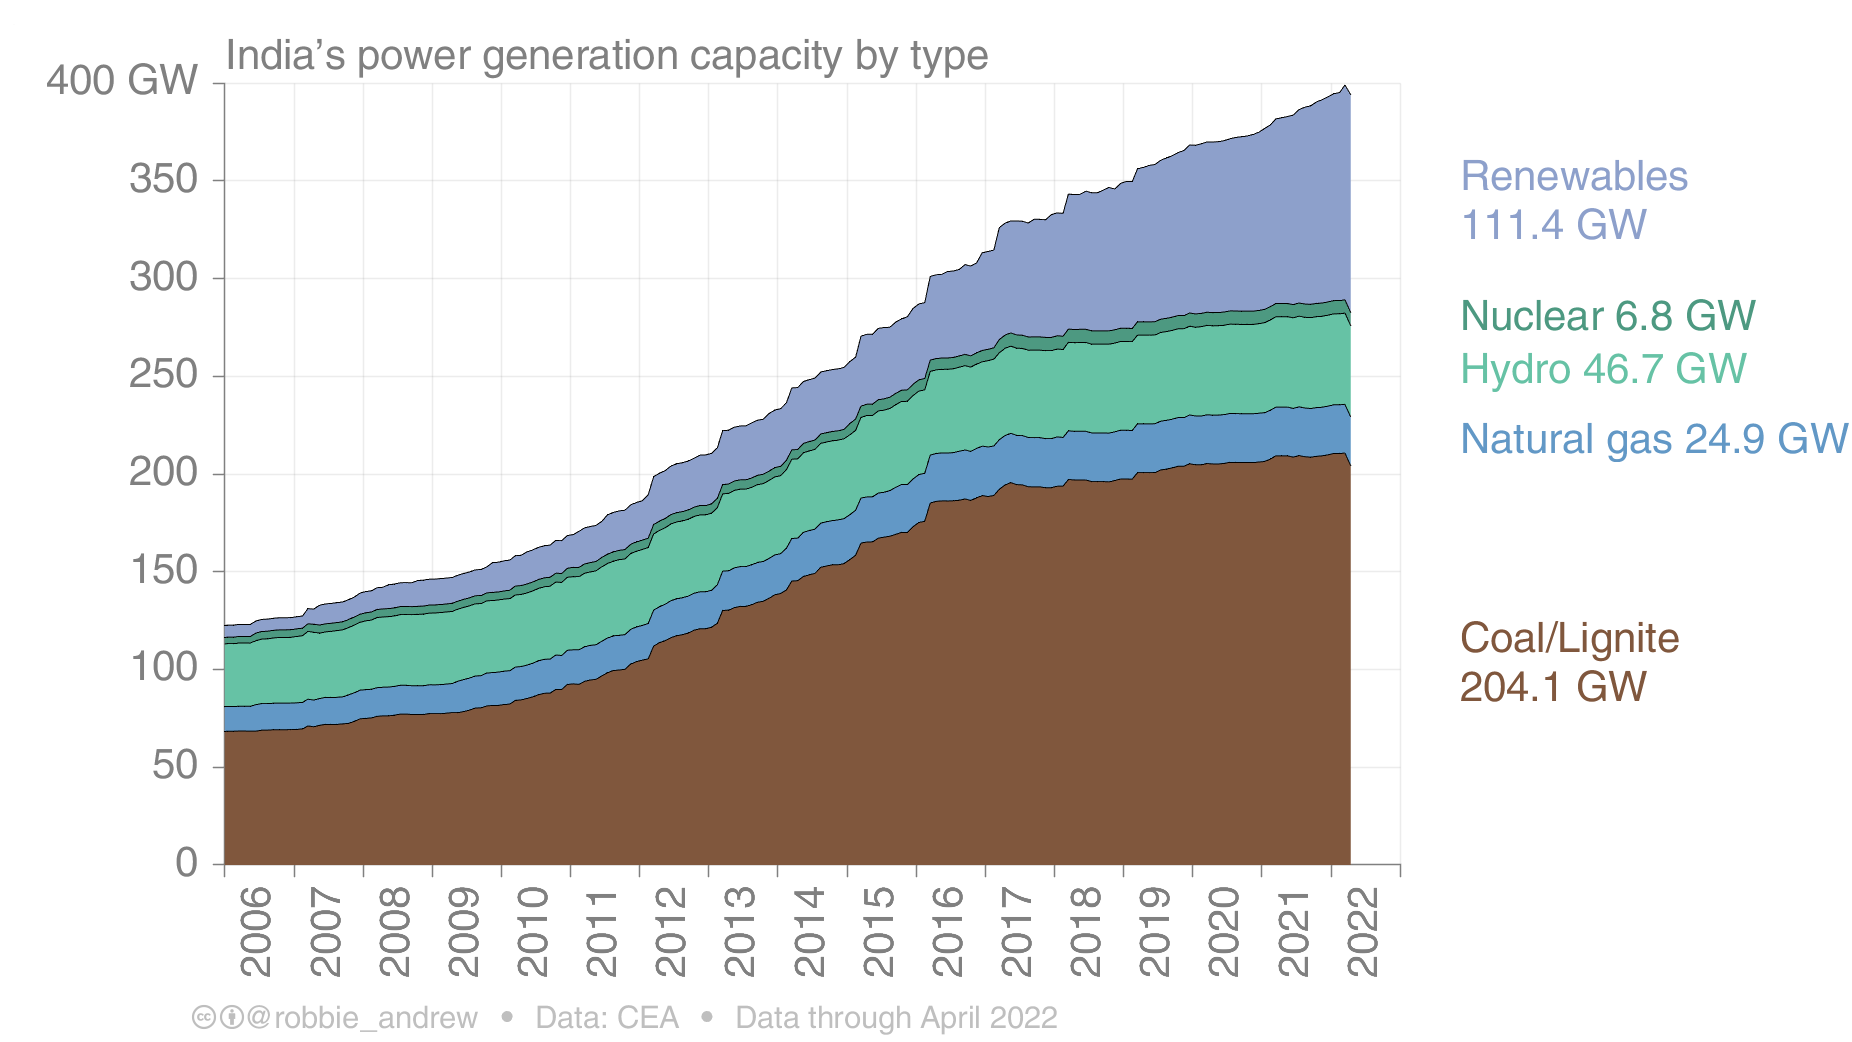 India’s power generation capacity by type
400 GW
350
300
250
200
150
100
50
0
2006
2007
2008
2009
2010
2011
2012
2013
2014
2015
2016
2017
2018
2019
2020
2021
2022
Renewables
111.4 GW
Nuclear 6.8 GW
Hydro 46.7 GW
Natural gas 24.9 GW
Coal/Lignite
204.1 GW
cc @robbie_andrew • Data: CEA • Data through April 2022